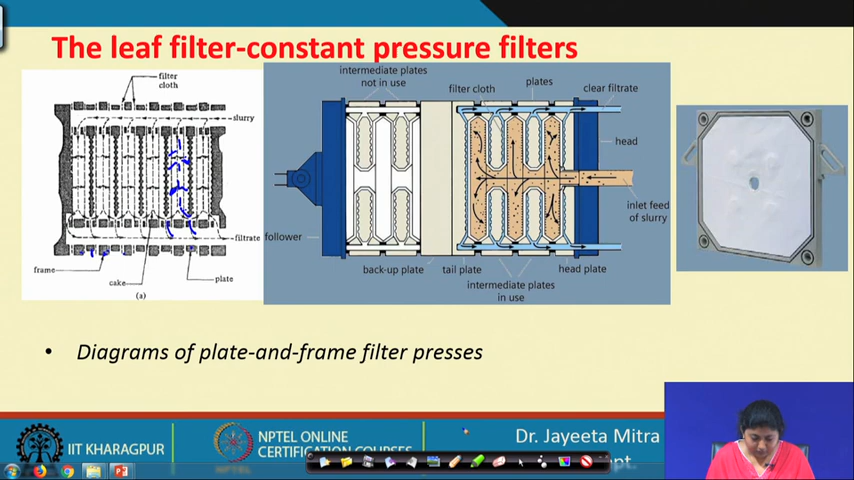 The leaf filter-constant pressure filters
filter
cloth
slurry
filtrate
frame
cake
plate
(a)
intermediate plates
not in use
filter cloth
plates
clear filtrate
head
inlet feed
of slurry
follower
back-up plate
tail plate
head plate
intermediate plates
in use
• Diagrams of plate-and-frame filter presses
IIT KHARAGPUR
NPTEL
NPTEL ONLINE
CERTIFICATION COURSES
Dr. Jayeeta Mitra